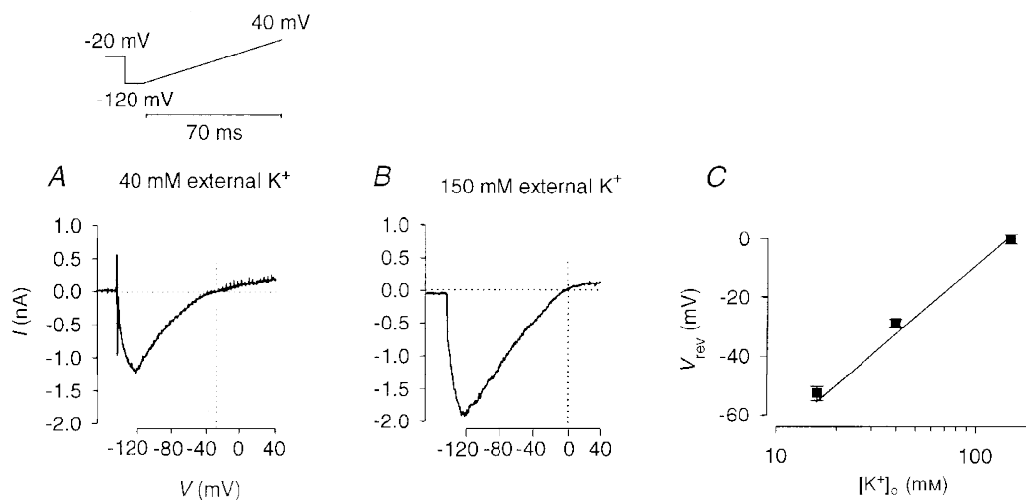 40 mV
-20 mV
-120 mV
70 ms
A
40 mM external K⁺
B
150 mM external K⁺
C
1.0
0.5
0.0
-0.5
-1.0
-1.5
-2.0
I (nA)
-120 -80 -40 0 40
V (mV)
1.0
0.5
0.0
-0.5
-1.0
-1.5
-2.0
-120 -80 -40 0 40
0
-20
-40
-60
Vrev (mV)
10 100
[K⁺]o (mM)